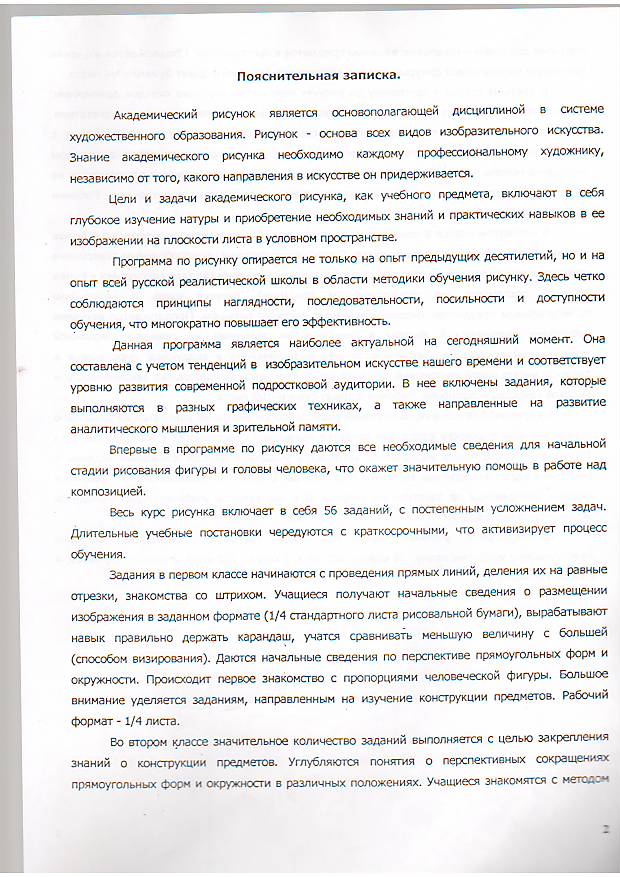 Пояснительная записка.
Академический рисунок является основополагающей дисциплиной в системе
художественного образования. Рисунок - основа всех видов изобразительного искусства.
Знание академического рисунка необходимо каждому профессиональному художнику,
независимо от того, какого направления в искусстве он придерживается.
Цели и задачи академического рисунка, как учебного предмета, включают в себя
глубокое изучение натуры и приобретение необходимых знаний и практических навыков в ее
изображении на плоскости листа в условном пространстве.
Программа по рисунку опирается не только на опыт предыдущих десятилетий, но и на
опыт всей русской реалистической школы в области методики обучения рисунку. Здесь четко
соблюдаются принципы наглядности, последовательности, посильности и доступности
обучения, что многократно повышает его эффективность.
Данная программа является наиболее актуальной на сегодняшний момент. Она
составлена с учетом тенденций в изобразительном искусстве нашего времени и соответствует
уровню развития современной подростковой аудитории. В нее включены задания, которые
выполняются в разных графических техниках, а также направленные на развитие
аналитического мышления и зрительной памяти.
Впервые в программе по рисунку даются все необходимые сведения для начальной
стадии рисования фигуры и головы человека, что окажет значительную помощь в работе над
композицией.
Весь курс рисунка включает в себя 56 заданий, с постепенным усложнением задач.
Длительные учебные постановки чередуются с краткосрочными, что активизирует процесс
обучения.
Задания в первом классе начинаются с проведения прямых линий, деления их на равные
отрезки, знакомства со штрихом. Учащиеся получают начальные сведения о размещении
изображения в заданном формате (1/4 стандартного листа рисовальной бумаги), вырабатывают
навык правильно держать карандаш, учатся сравнивать меньшую величину с большей
(способом визирования). Даются начальные сведения по перспективе прямоугольных форм и
окружности. Происходит первое знакомство с пропорциями человеческой фигуры. Большое
внимание уделяется заданиям, направленным на изучение конструкции предметов. Рабочий
формат - 1/4 листа.
Во втором классе значительное количество заданий выполняется с целью закрепления
знаний о конструкции предметов. Углубляются понятия о перспективных сокращениях
прямоугольных форм и окружности в различных положениях. Учащиеся знакомятся с методом
2